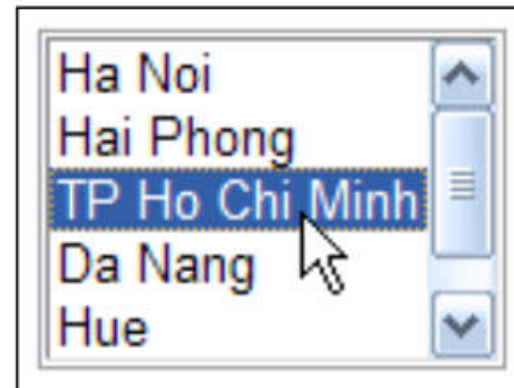 Ha Noi
Hai Phong
TP Ho Chi Minh
Da Nang
Hue